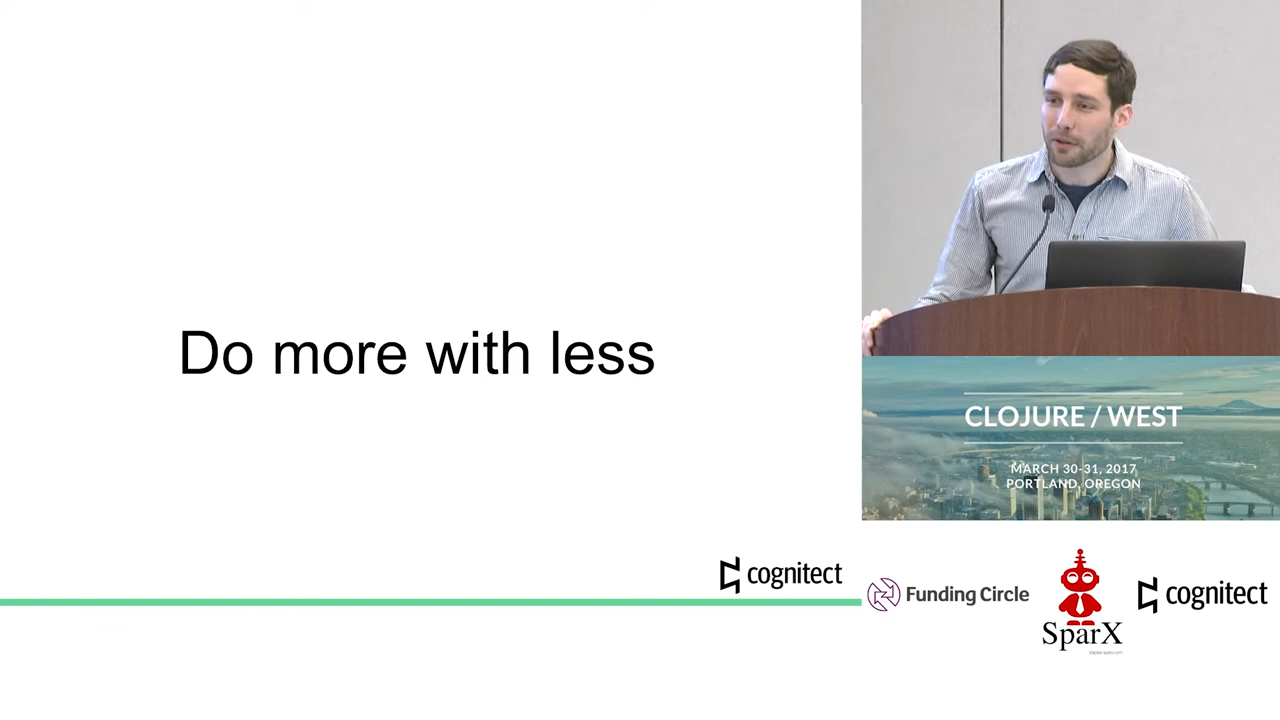 Do more with less
cognitect
CLOJURE / WEST
MARCH 30-31, 2017
PORTLAND, OREGON
Funding Circle
SparX
cognitect